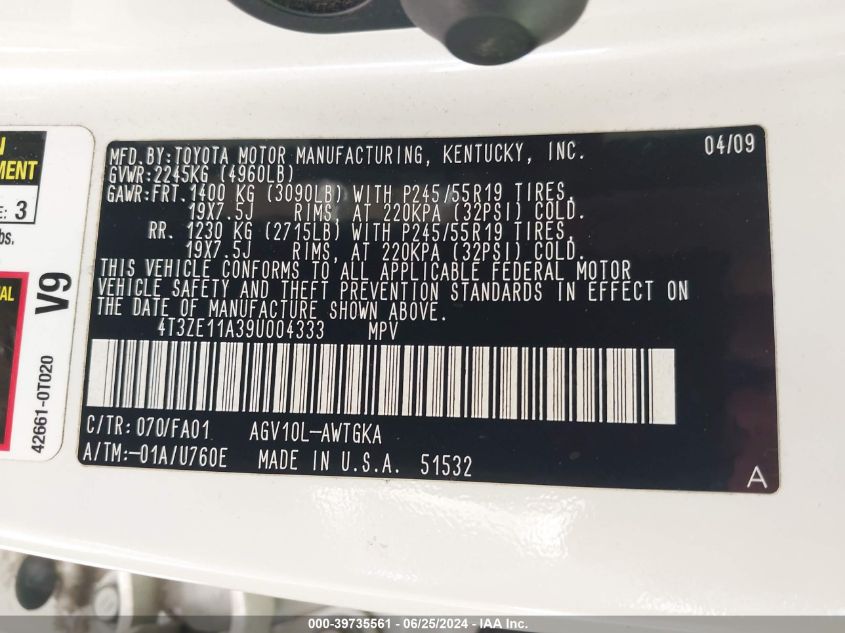 MFD. BY: TOYOTA MOTOR MANUFACTURING, KENTUCKY, INC. 04/09
GVWR: 2245KG (4960LB)
GAWR: FRT. 1400 KG (3090LB) WITH P245/55R19 TIRES,
19X7.5J RIMS, AT 220KPA (32PSI) COLD.
RR. 1230 KG (2715LB) WITH P245/55R19 TIRES,
19X7.5J RIMS, AT 220KPA (32PSI) COLD.
THIS VEHICLE CONFORMS TO ALL APPLICABLE FEDERAL MOTOR
VEHICLE SAFETY AND THEFT PREVENTION STANDARDS IN EFFECT ON
THE DATE OF MANUFACTURE SHOWN ABOVE.
4T3ZE11A39U004333 MPV
C/TR: 070/FA01 AGV10L-AWTGKA
A/TM: -01A/U760E MADE IN U.S.A. 51532
A
3
lbs.
V9
42661-0T020
000-39735561 - 06/25/2024 - IAA Inc.